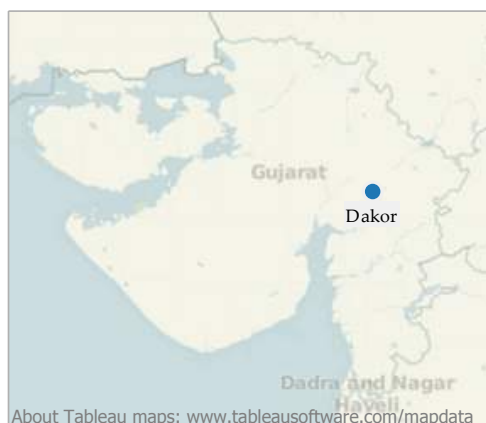 Gujarat
Dakor
Dadra and Nagar
Haveli
About Tableau maps: www.tableausoftware.com/mapdata